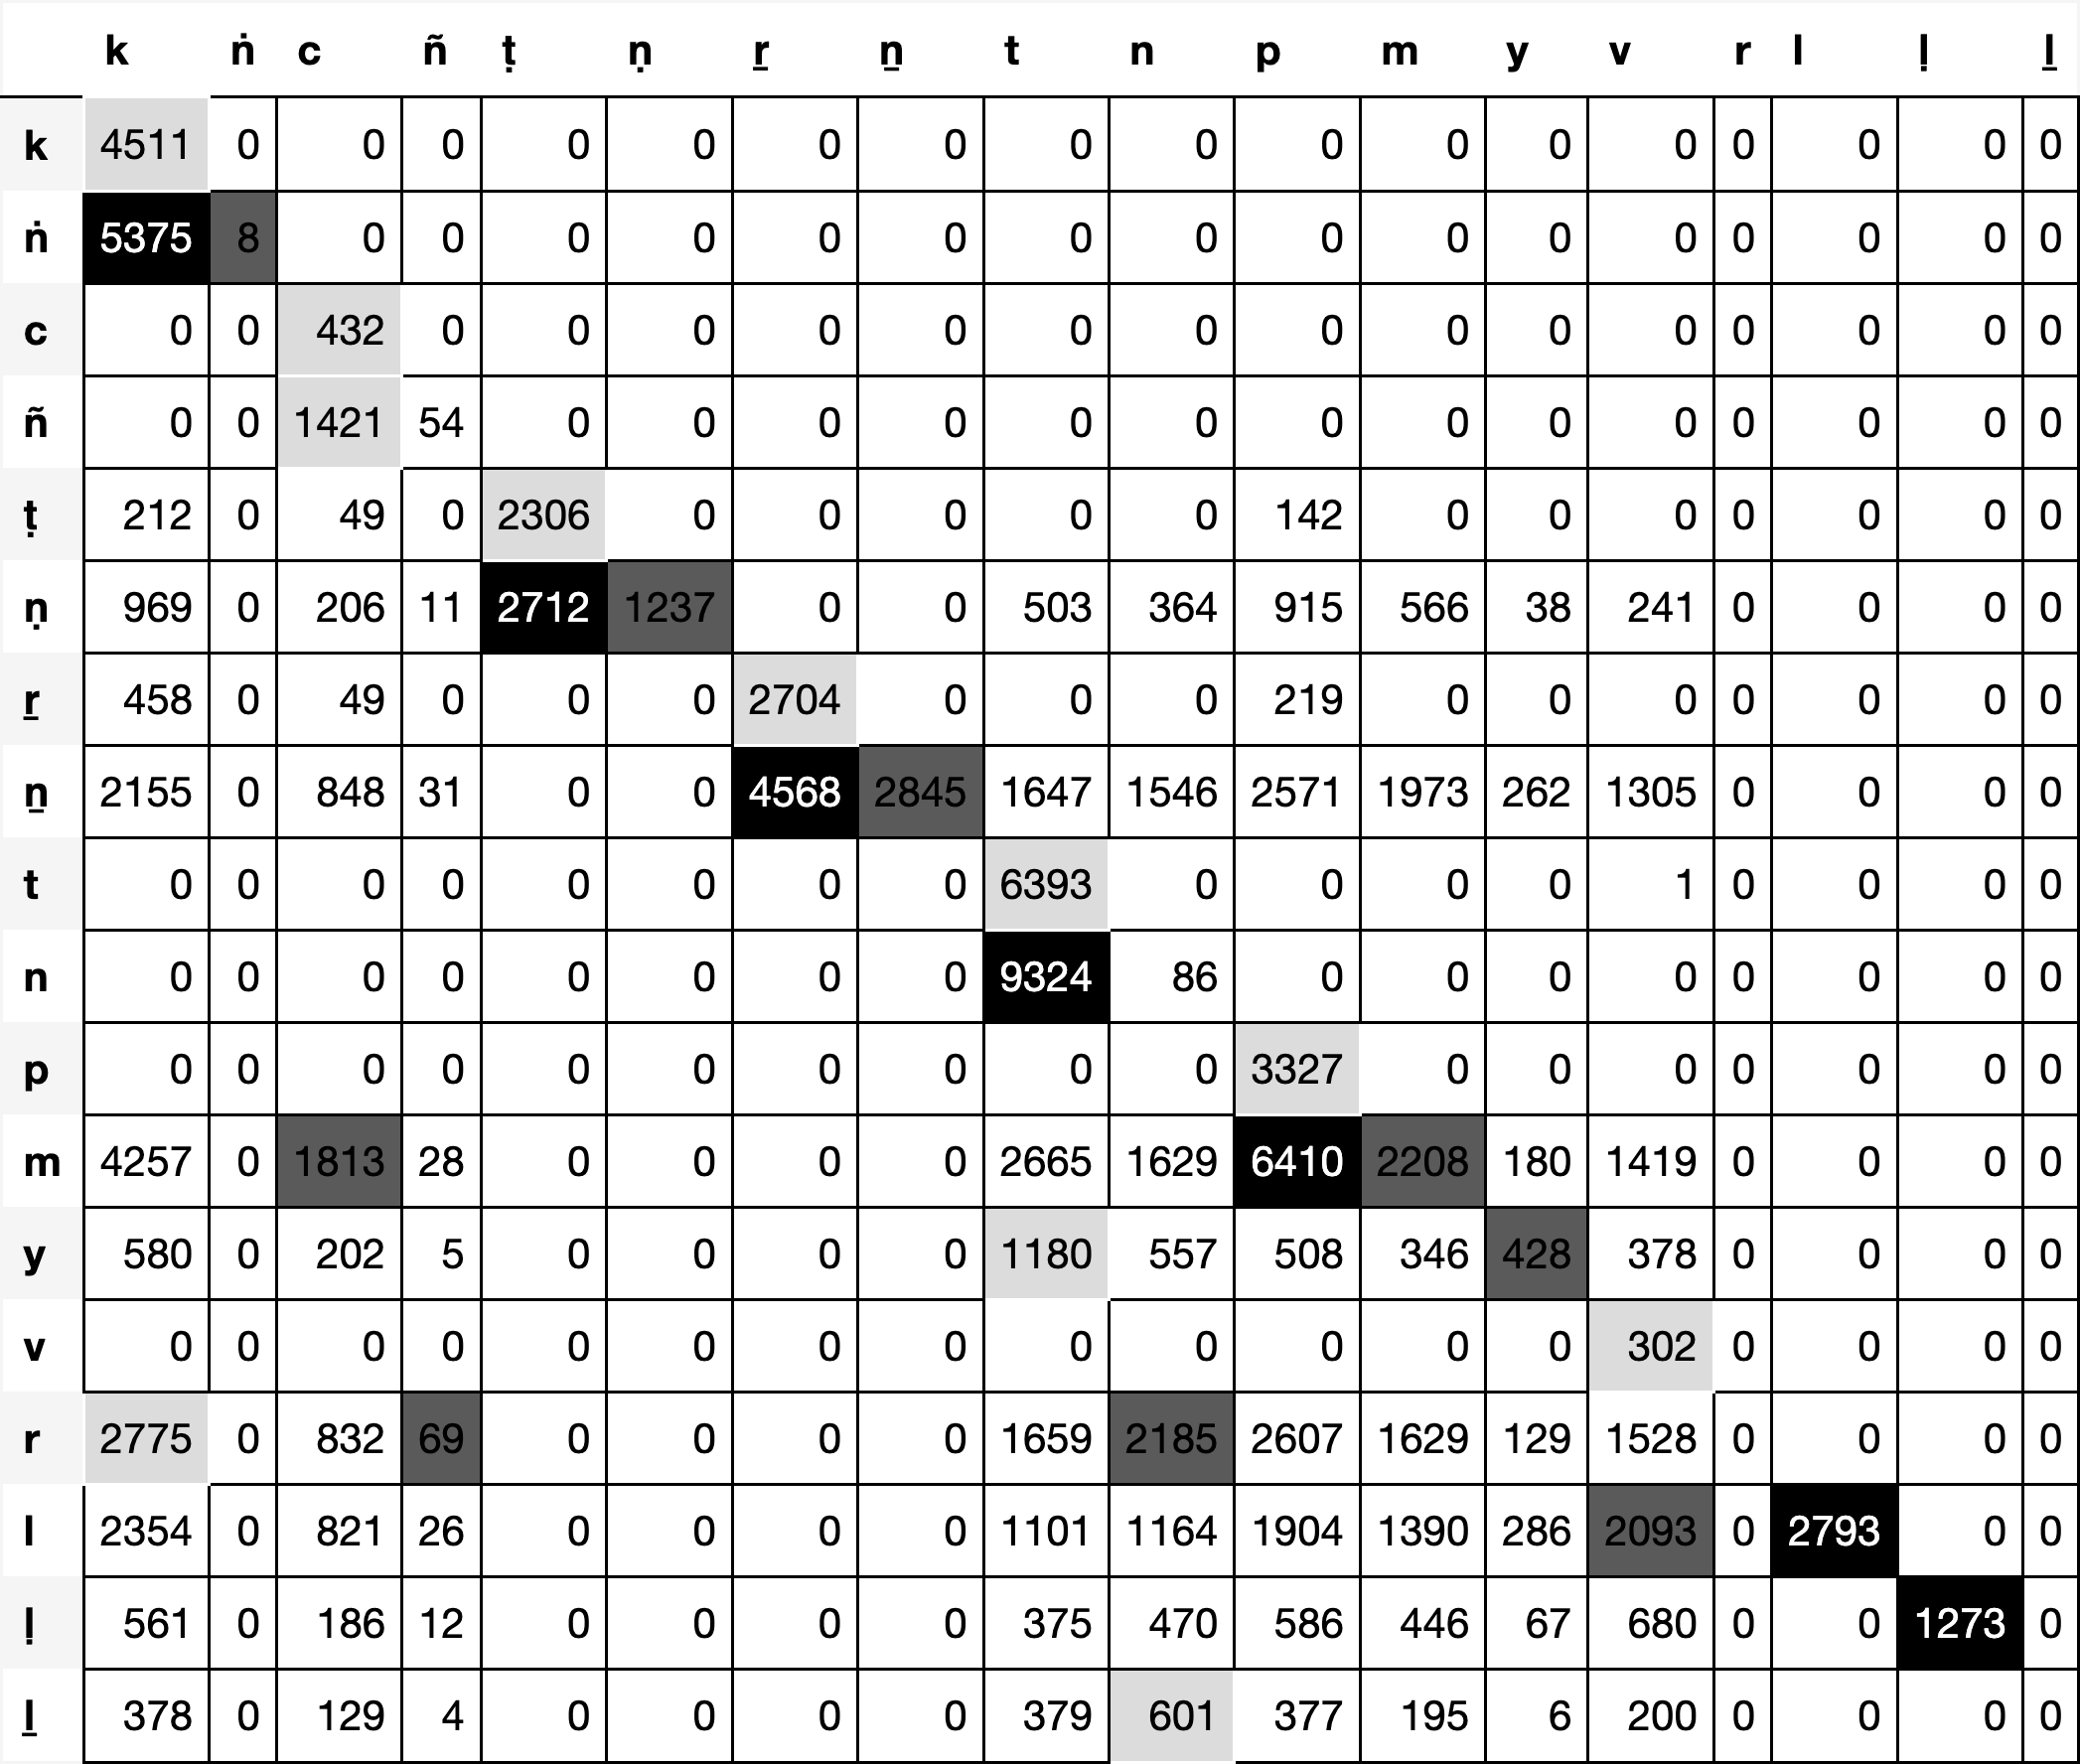 k ṅ c ñ ṭ ṇ ṟ ṉ t n p m y v r l ḷ ḻ
k 4511 0 0 0 0 0 0 0 0 0 0 0 0 0 0 0 0 0
ṅ 5375 8 0 0 0 0 0 0 0 0 0 0 0 0 0 0 0 0
c 0 0 432 0 0 0 0 0 0 0 0 0 0 0 0 0 0 0
ñ 0 0 1421 54 0 0 0 0 0 0 0 0 0 0 0 0 0 0
ṭ 212 0 49 0 2306 0 0 0 0 0 142 0 0 0 0 0 0 0
ṇ 969 0 206 11 2712 1237 0 0 503 364 915 566 38 241 0 0 0 0
ṟ 458 0 49 0 0 0 2704 0 0 0 219 0 0 0 0 0 0 0
ṉ 2155 0 848 31 0 0 4568 2845 1647 1546 2571 1973 262 1305 0 0 0 0
t 0 0 0 0 0 0 0 0 6393 0 0 0 0 1 0 0 0 0
n 0 0 0 0 0 0 0 0 9324 86 0 0 0 0 0 0 0 0
p 0 0 0 0 0 0 0 0 0 0 3327 0 0 0 0 0 0 0
m 4257 0 1813 28 0 0 0 0 2665 1629 6410 2208 180 1419 0 0 0 0
y 580 0 202 5 0 0 0 0 1180 557 508 346 428 378 0 0 0 0
v 0 0 0 0 0 0 0 0 0 0 0 0 0 302 0 0 0 0
r 2775 0 832 69 0 0 0 0 1659 2185 2607 1629 129 1528 0 0 0 0
l 2354 0 821 26 0 0 0 0 1101 1164 1904 1390 286 2093 0 2793 0 0
ḷ 561 0 186 12 0 0 0 0 375 470 586 446 67 680 0 0 1273 0
ḻ 378 0 129 4 0 0 0 0 379 601 377 195 6 200 0 0 0 0